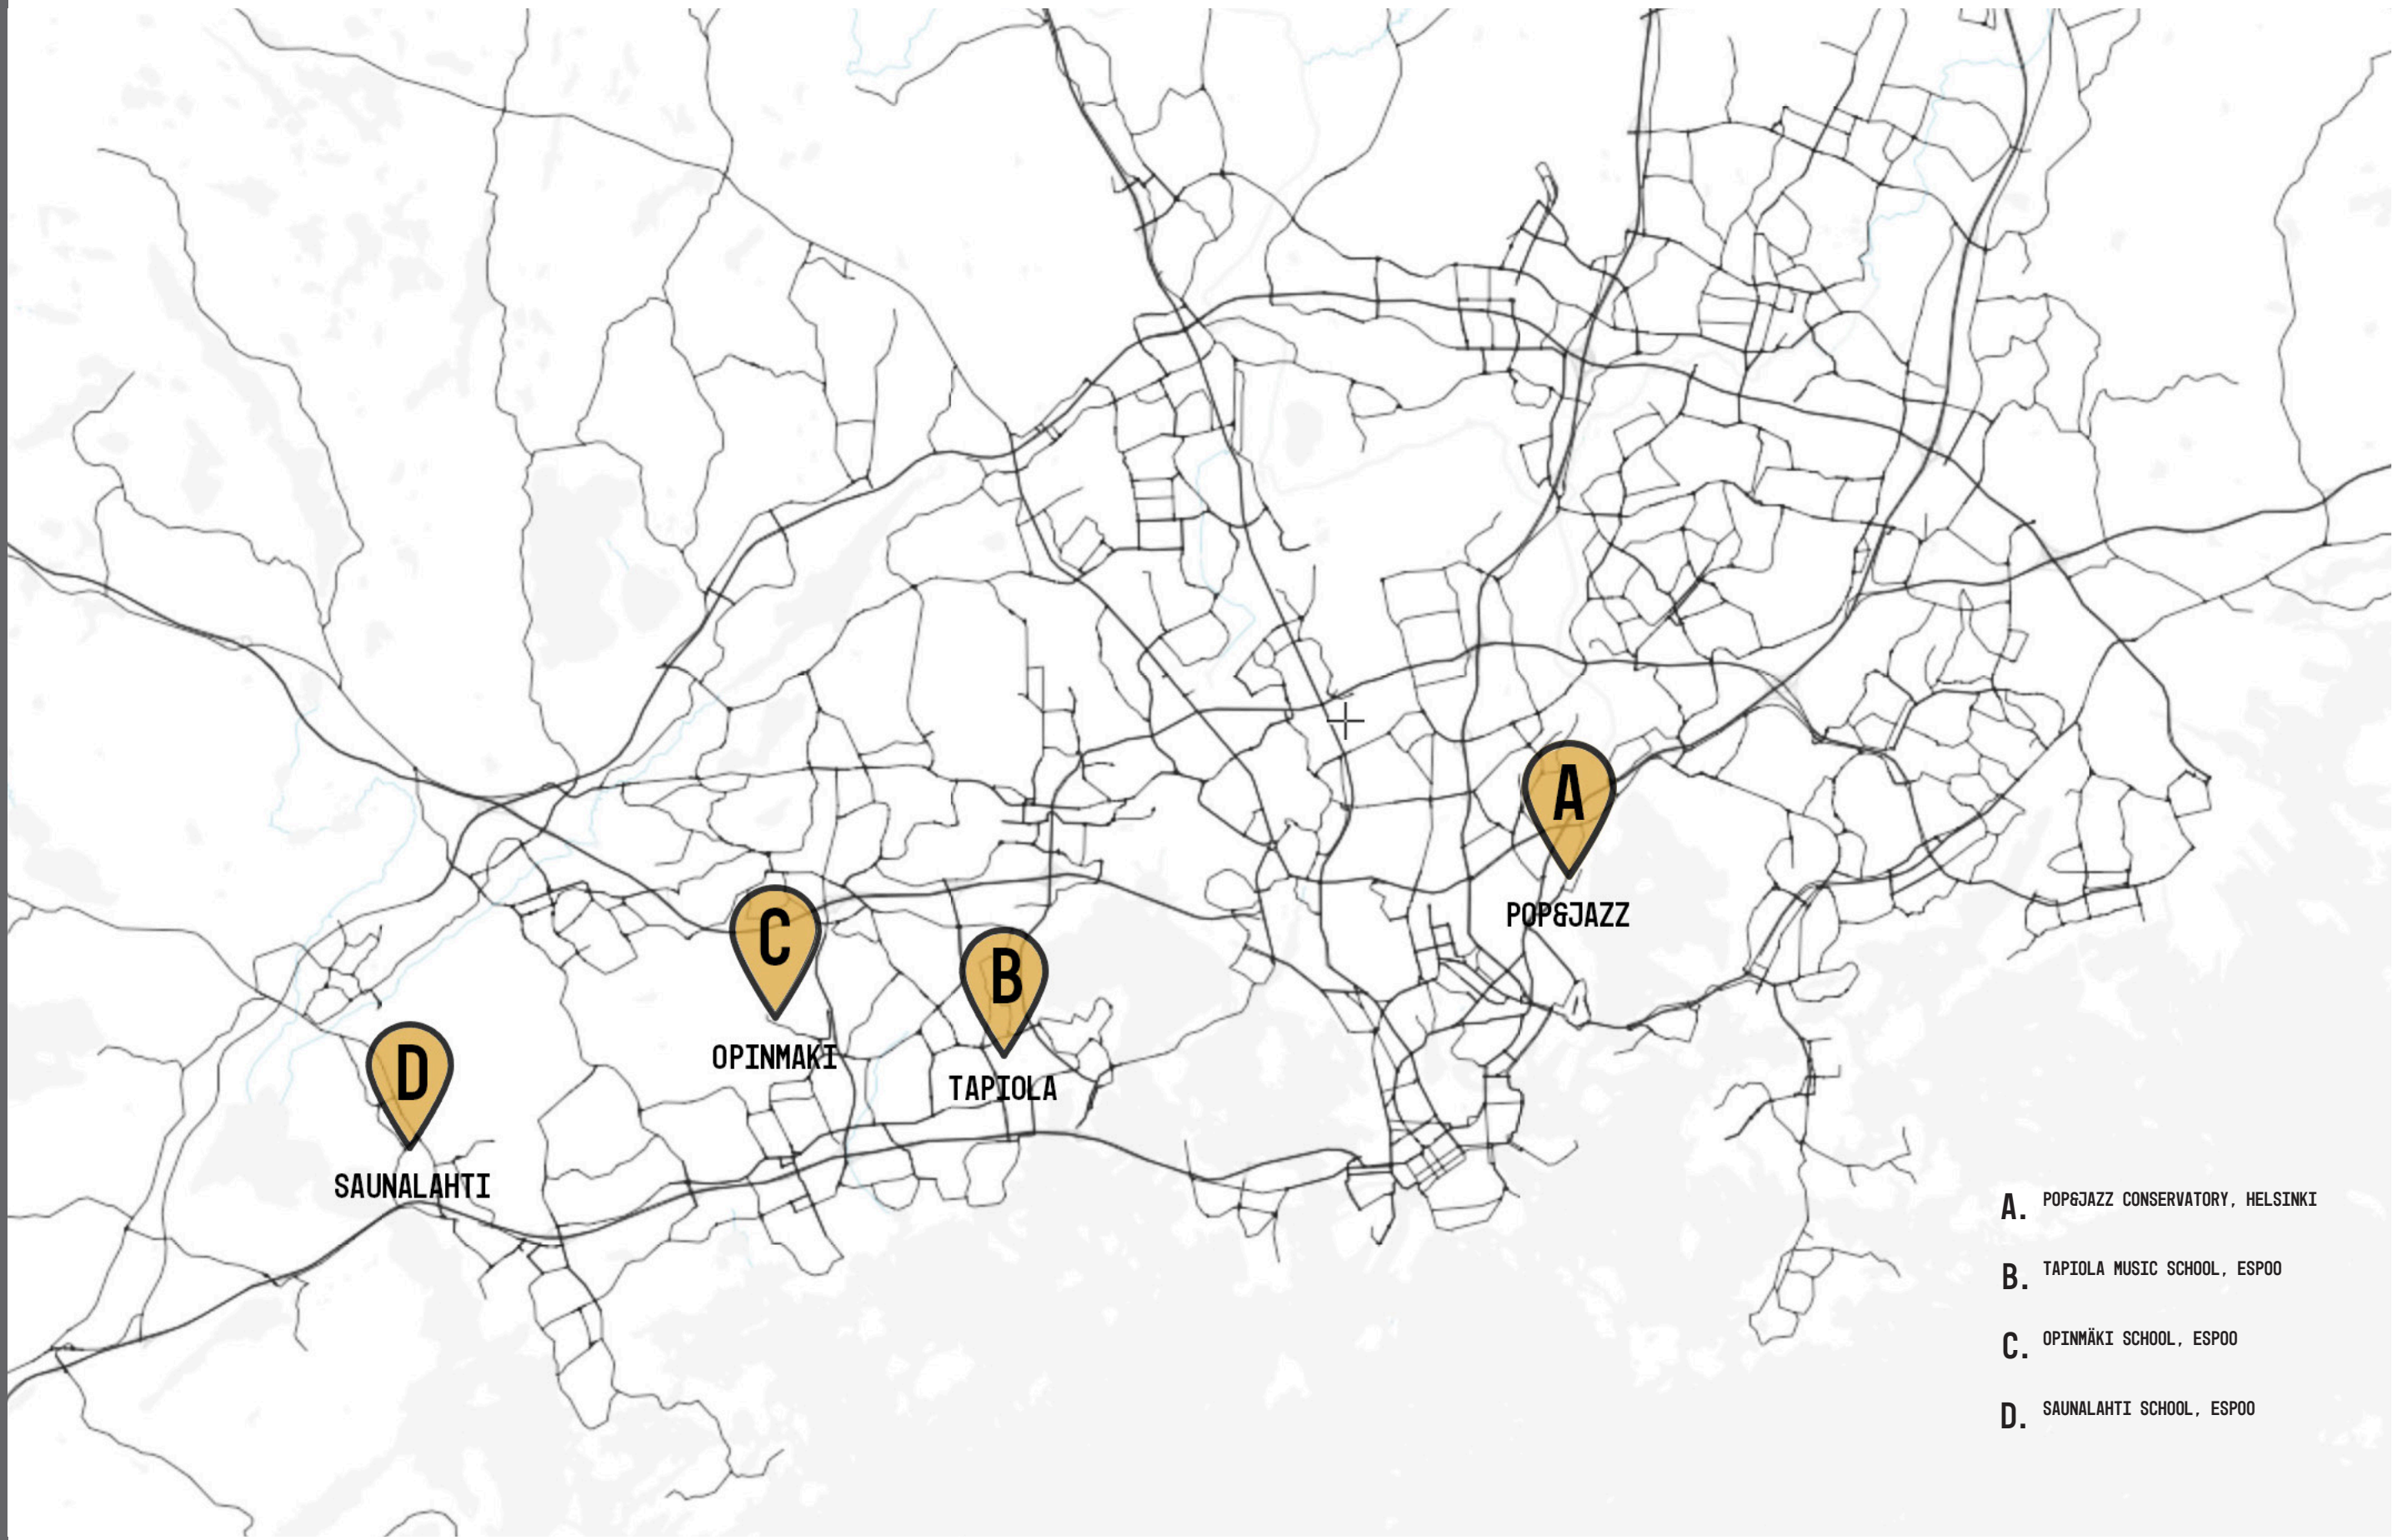 A
POP&JAZZ
C
OPINMAKI
B
TAPIOLA
D
SAUNALAHTI
A. POP&JAZZ CONSERVATORY, HELSINKI
B. TAPIOLA MUSIC SCHOOL, ESPOO
C. OPINMÄKI SCHOOL, ESPOO
D. SAUNALAHTI SCHOOL, ESPOO